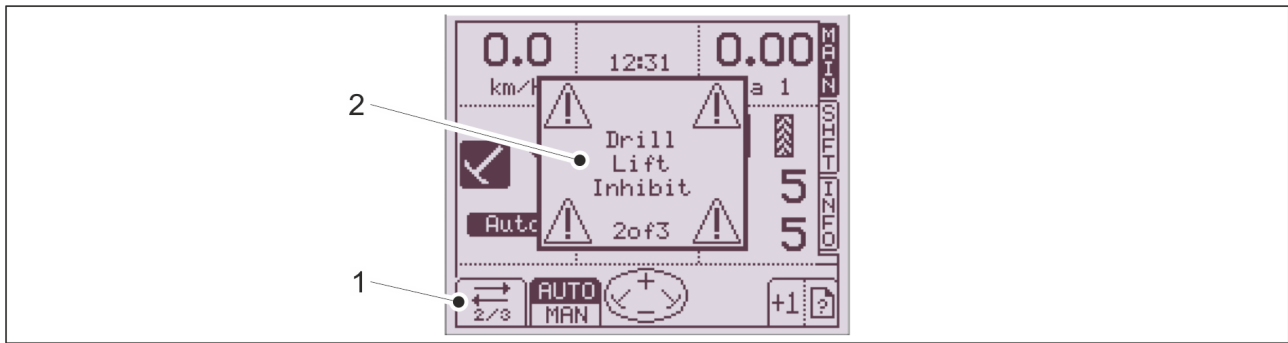 0.0
12:31
0.00
km/h
a 1
MAIN
2
Drill
Lift
Inhibit
SHFT
5
Auto
2of3
5
INFO
1
2/3
AUTO
MAN
+
-
+1
?